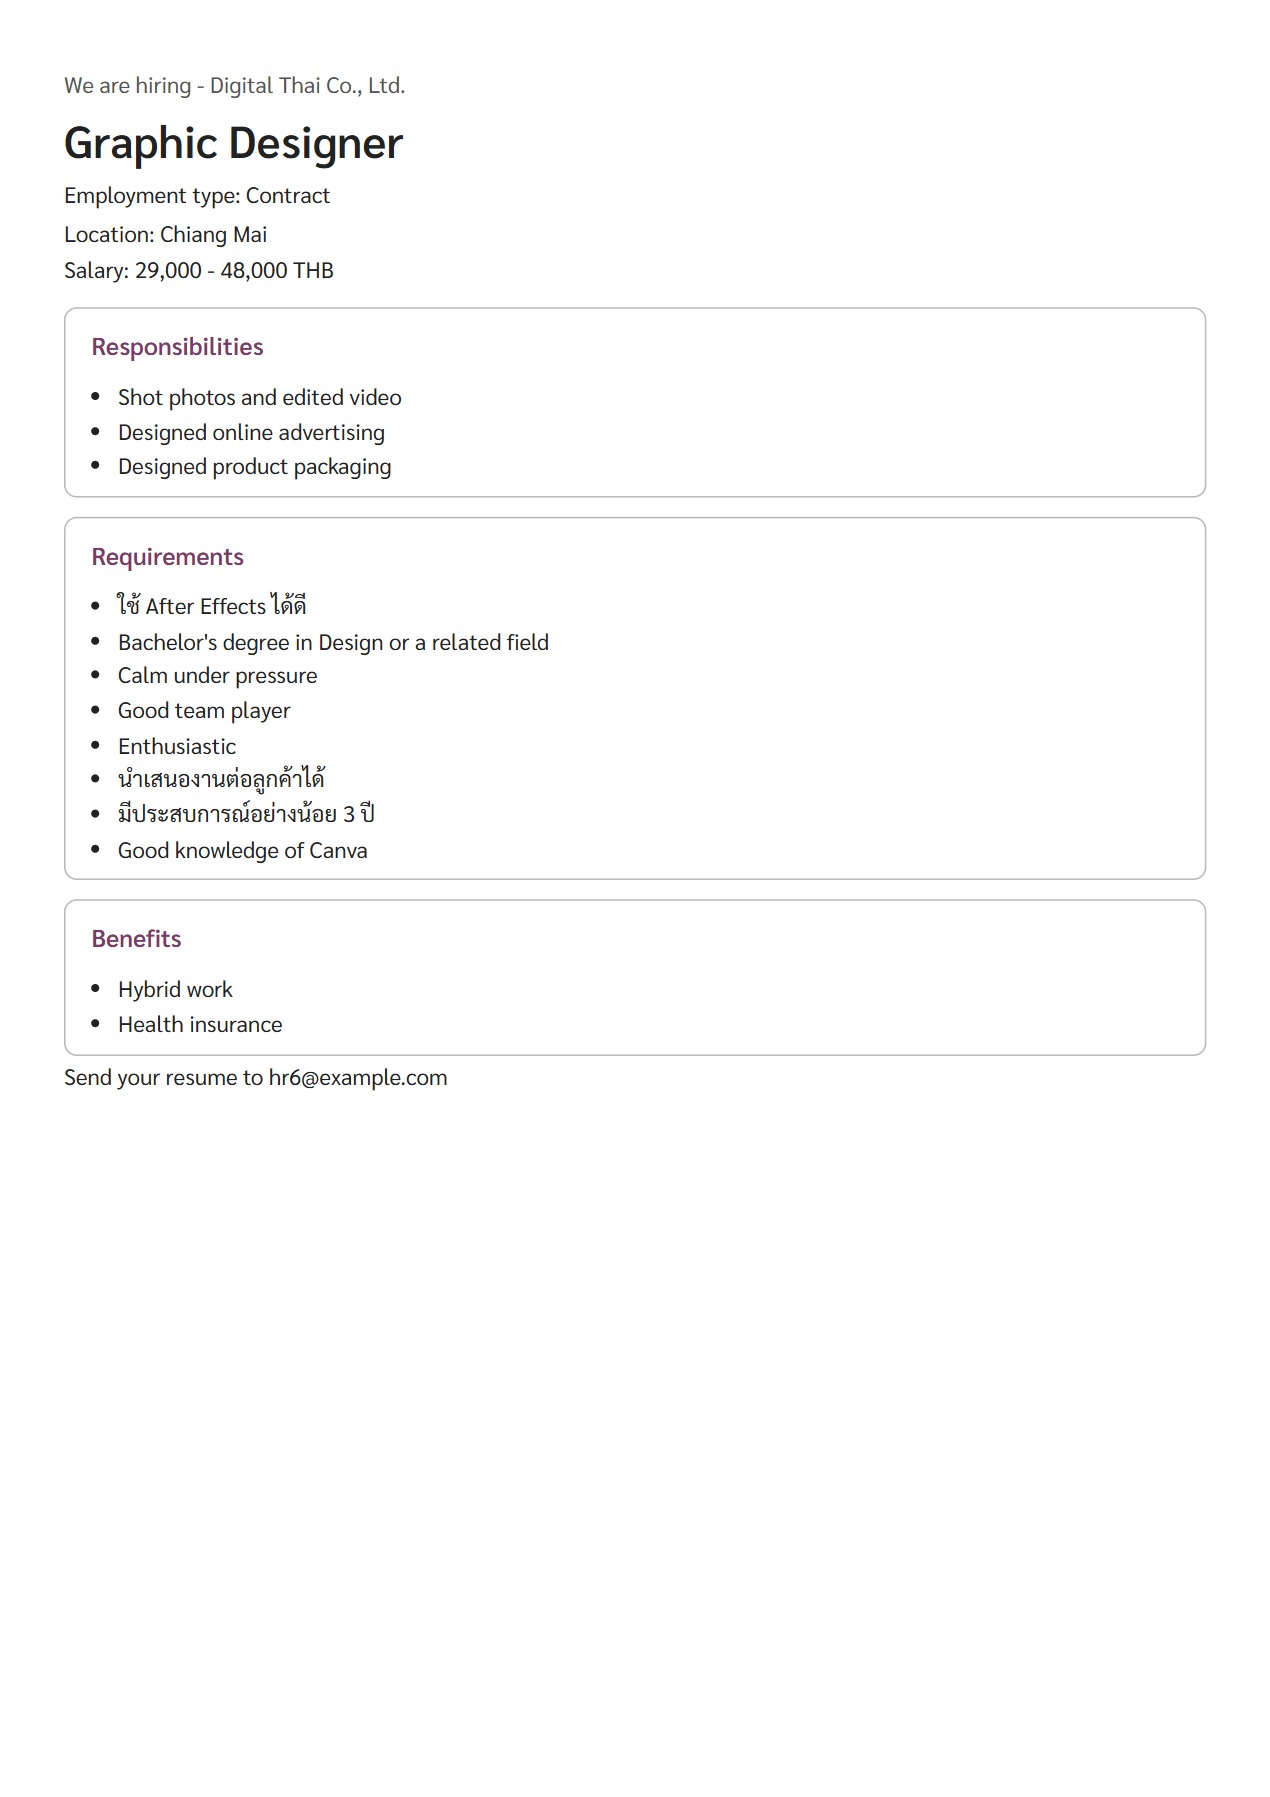 We are hiring - Digital Thai Co., Ltd.
Graphic Designer
Employment type: Contract
Location: Chiang Mai
Salary: 29,000 - 48,000 THB
Responsibilities
• Shot photos and edited video
• Designed online advertising
• Designed product packaging
Requirements
• ใช้ After Effects ได้ดี
• Bachelor's degree in Design or a related field
• Calm under pressure
• Good team player
• Enthusiastic
• นำเสนองานต่อลูกค้าได้
• มีประสบการณ์อย่างน้อย 3 ปี
• Good knowledge of Canva
Benefits
• Hybrid work
• Health insurance
Send your resume to hr6@example.com